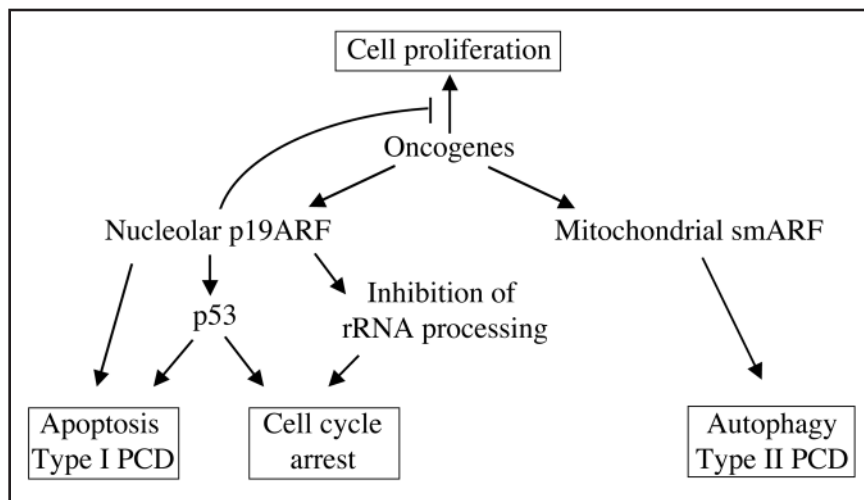 Cell proliferation
Oncogenes
Nucleolar p19ARF
Mitochondrial smARF
p53
Inhibition of
rRNA processing
Apoptosis
Type I PCD
Cell cycle
arrest
Autophagy
Type II PCD